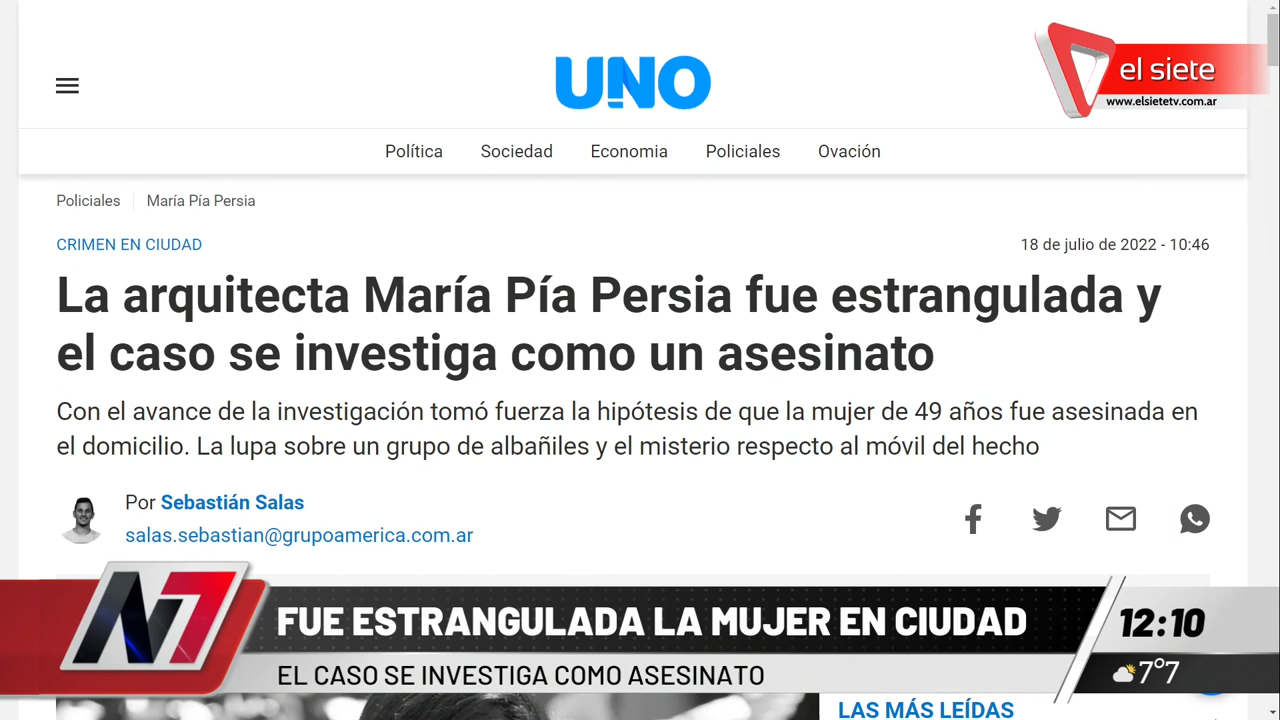 UNO
el siete
www.elsietetv.com.ar
Política Sociedad Economia Policiales Ovación
Policiales María Pía Persia
CRIMEN EN CIUDAD
18 de julio de 2022 - 10:46
La arquitecta María Pía Persia fue estrangulada y
el caso se investiga como un asesinato
Con el avance de la investigación tomó fuerza la hipótesis de que la mujer de 49 años fue asesinada en
el domicilio. La lupa sobre un grupo de albañiles y el misterio respecto al móvil del hecho
Por Sebastián Salas
salas.sebastian@grupoamerica.com.ar
N7
FUE ESTRANGULADA LA MUJER EN CIUDAD
12:10
EL CASO SE INVESTIGA COMO ASESINATO
7°7
LAS MÁS LEÍDAS